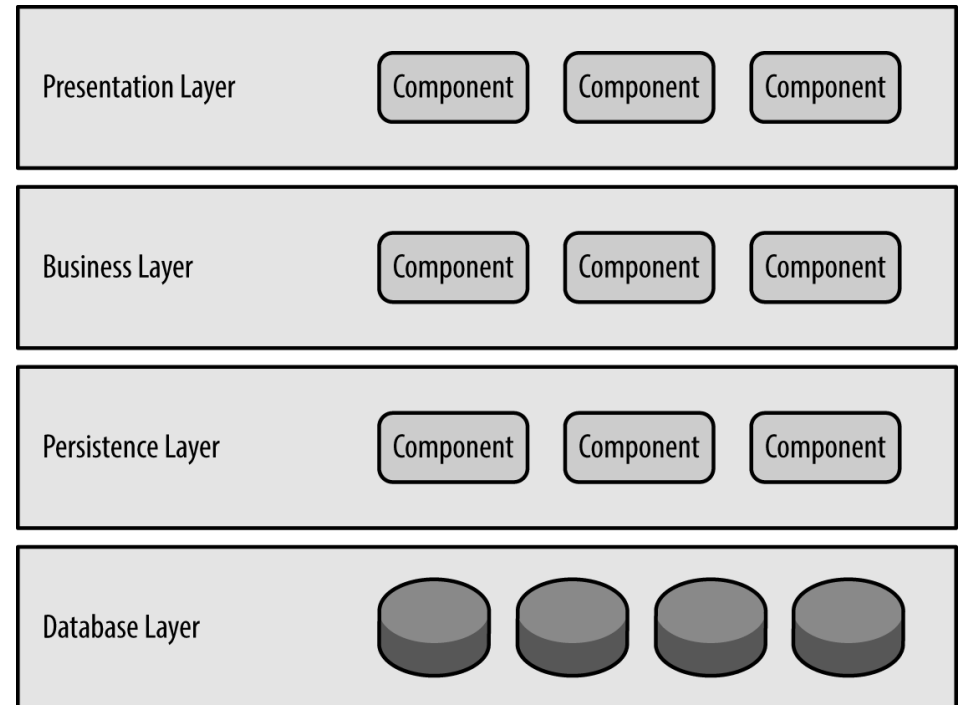 Presentation Layer Component Component Component
Business Layer Component Component Component
Persistence Layer Component Component Component
Database Layer